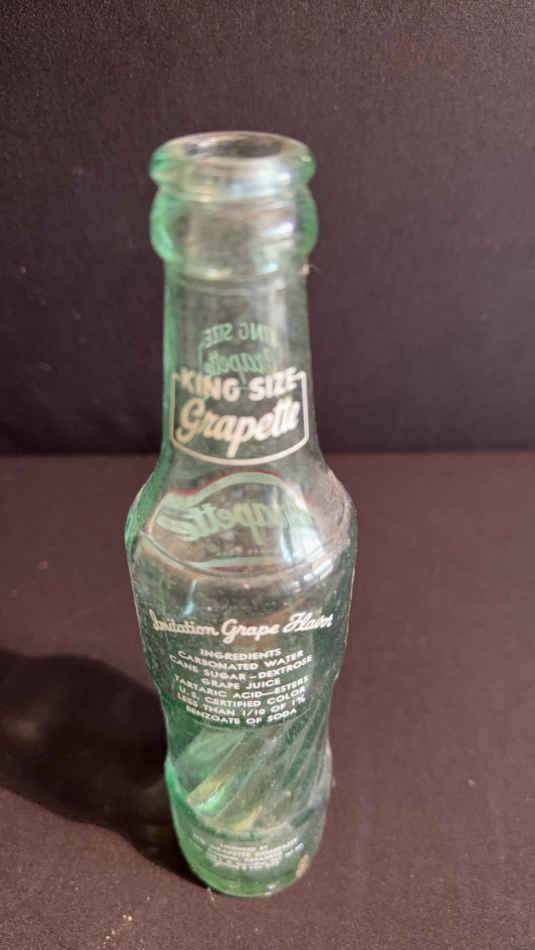 KING SIZE
Grapette
Imitation Grape Flavor
INGREDIENTS
CARBONATED WATER
CANE SUGAR - DEXTROSE
GRAPE JUICE
TARTARIC ACID - ESTERS
U.S. CERTIFIED COLOR
LESS THAN 1/10 OF 1%
BENZOATE OF SODA